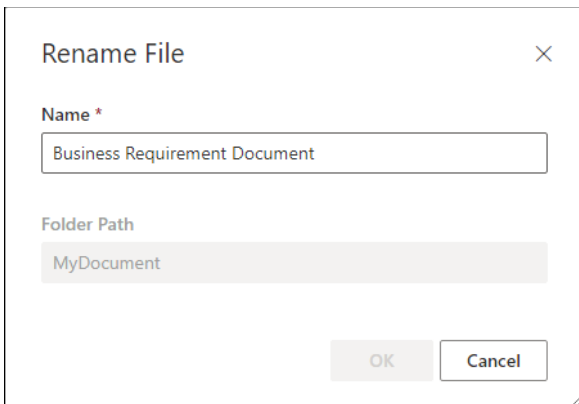 Rename File
Name *
Business Requirement Document
Folder Path
MyDocument
OK
Cancel